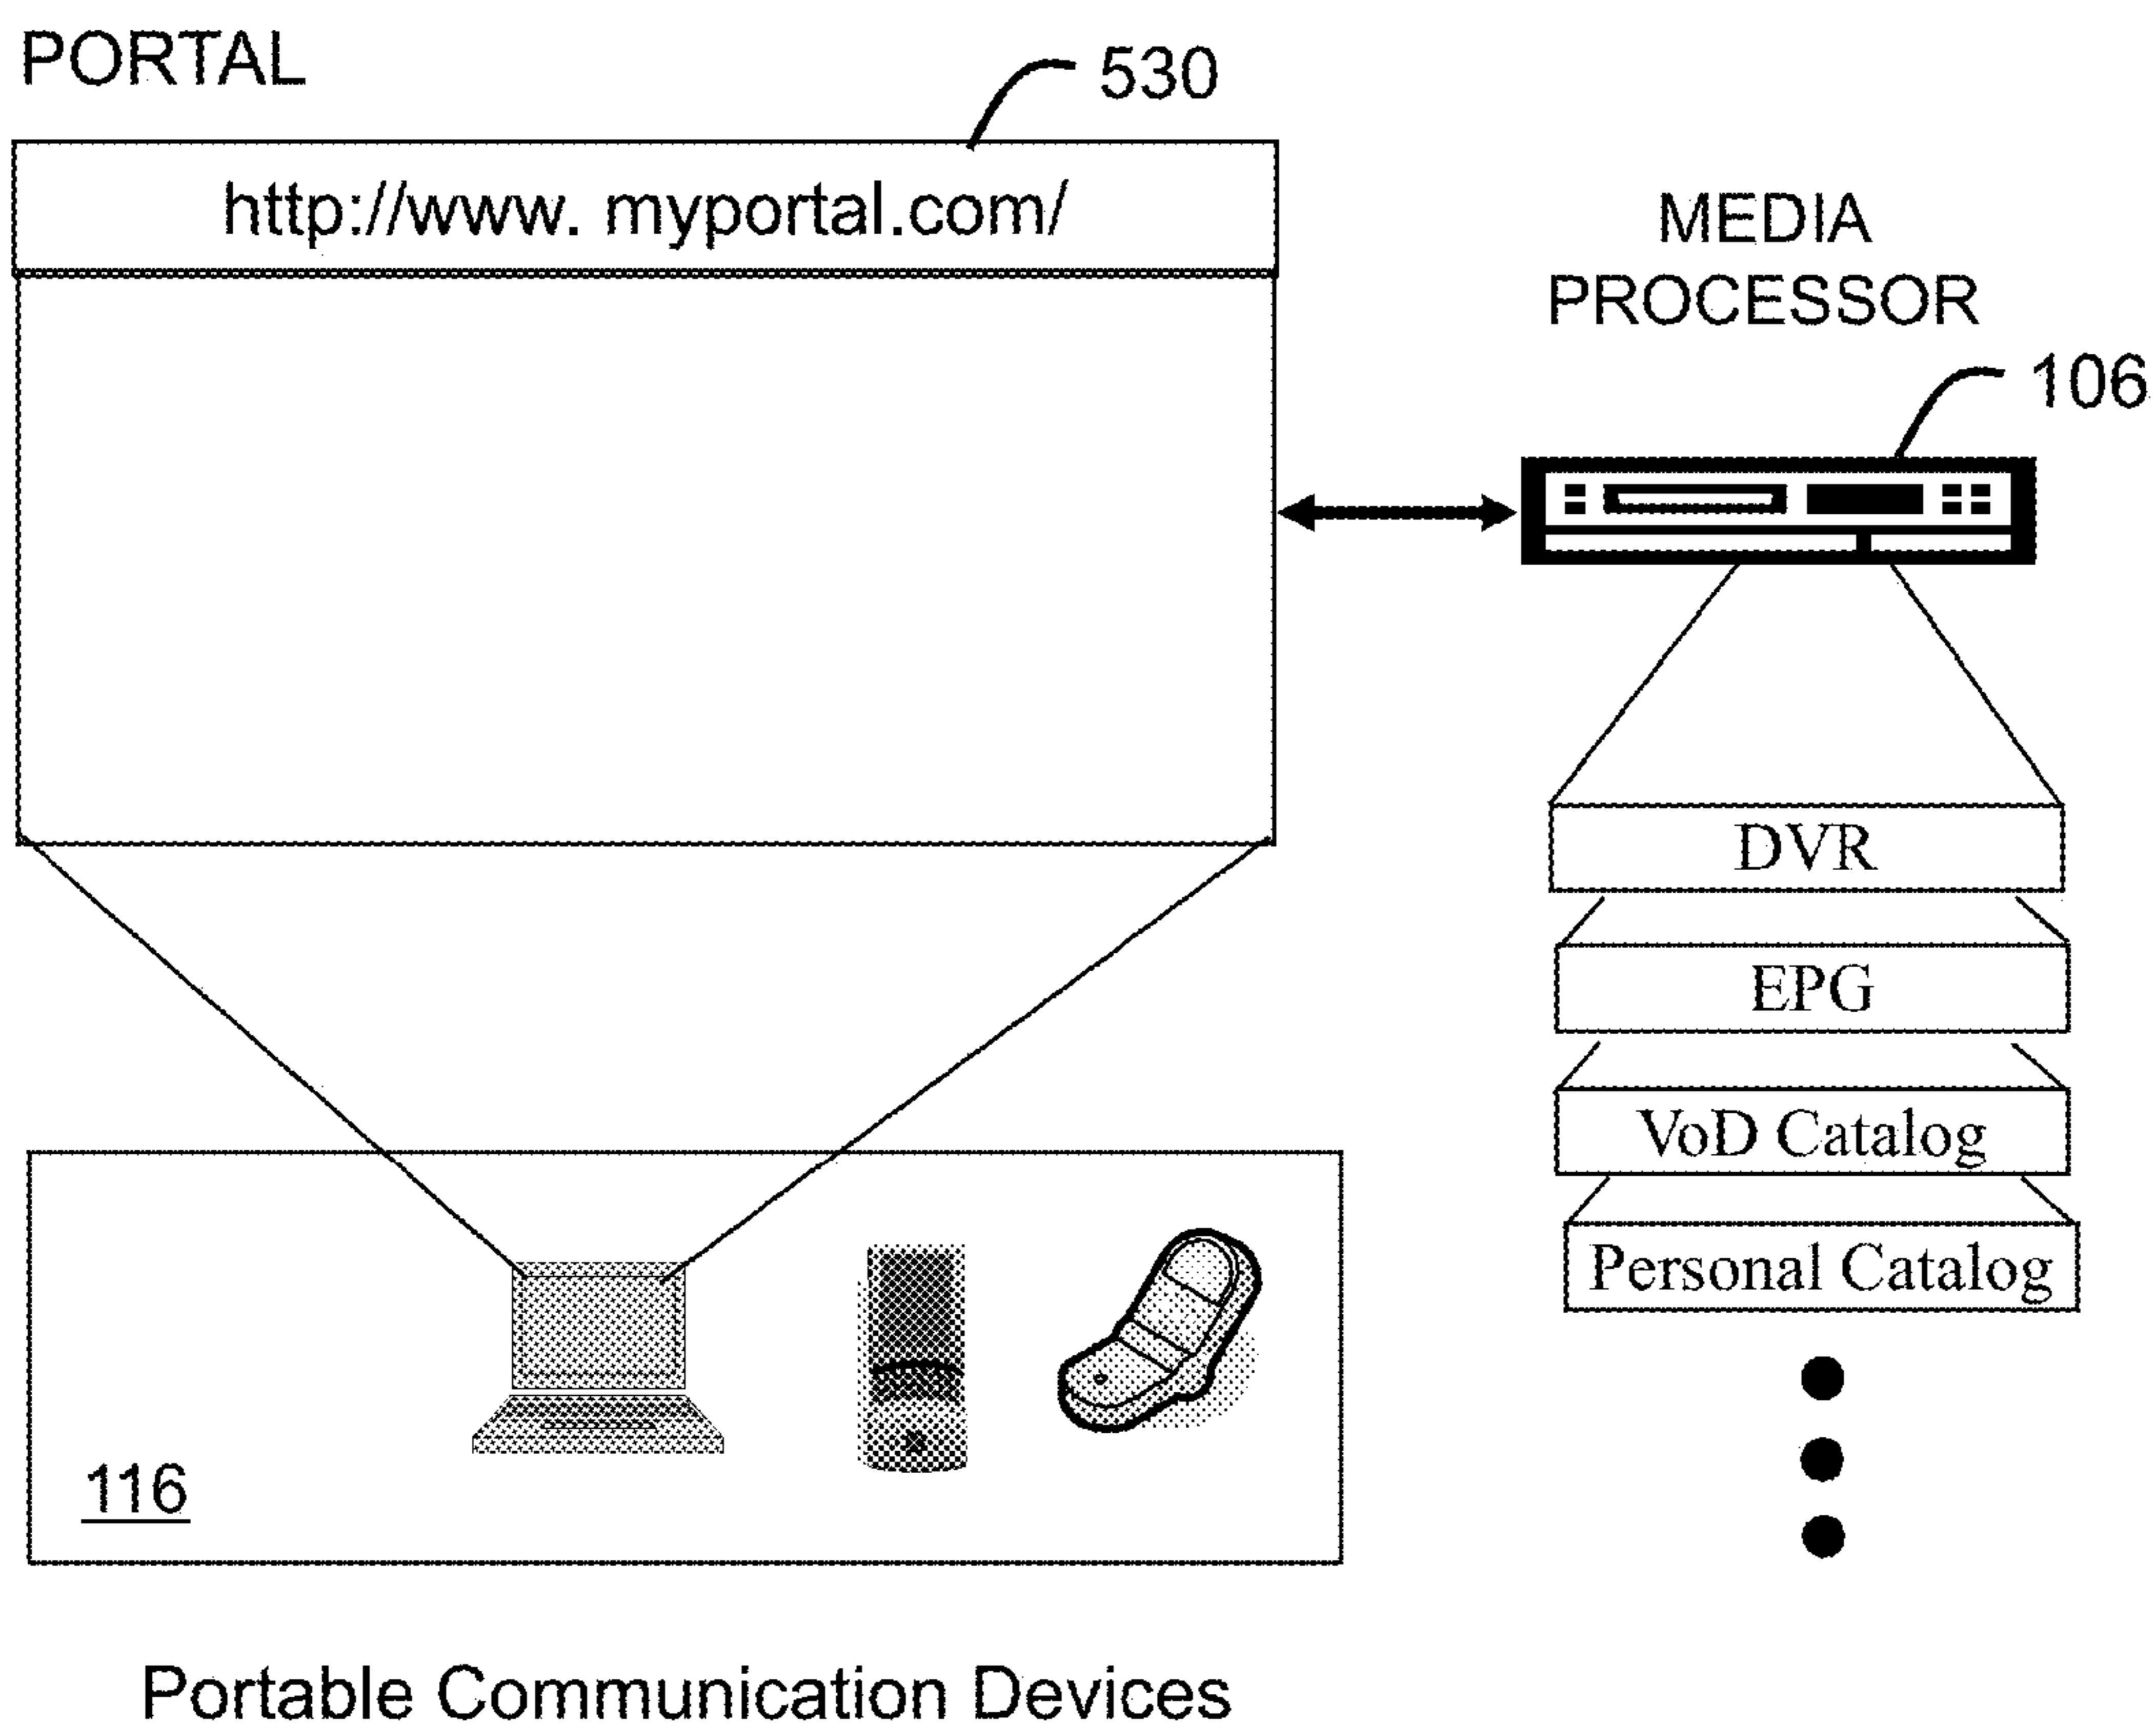 PORTAL
530
http://www. myportal.com/
MEDIA
PROCESSOR
106
DVR
EPG
VoD Catalog
Personal Catalog
116
Portable Communication Devices